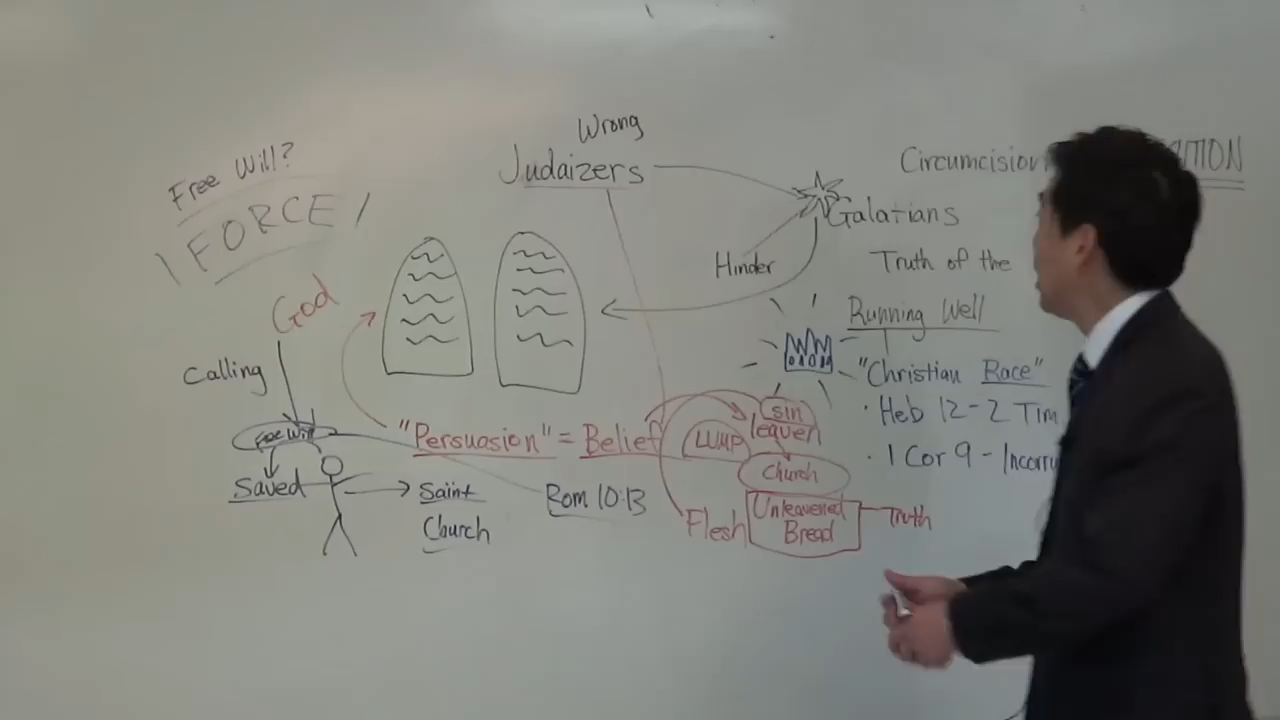 Free Will?
FORCE
God
Calling
Free Will
Saved
Saint
Church
Wrong
Judaizers
Hinder
"Persuasion" = Belief
Rom 10:13
Galatians
Circumcision
Truth of the
Running Well
"Christian Race"
· Heb 12 - 2 Tim
· 1 Cor 9 -
sin
leaven
LUMP
Church
Flesh
Unleavened
Bread
Truth